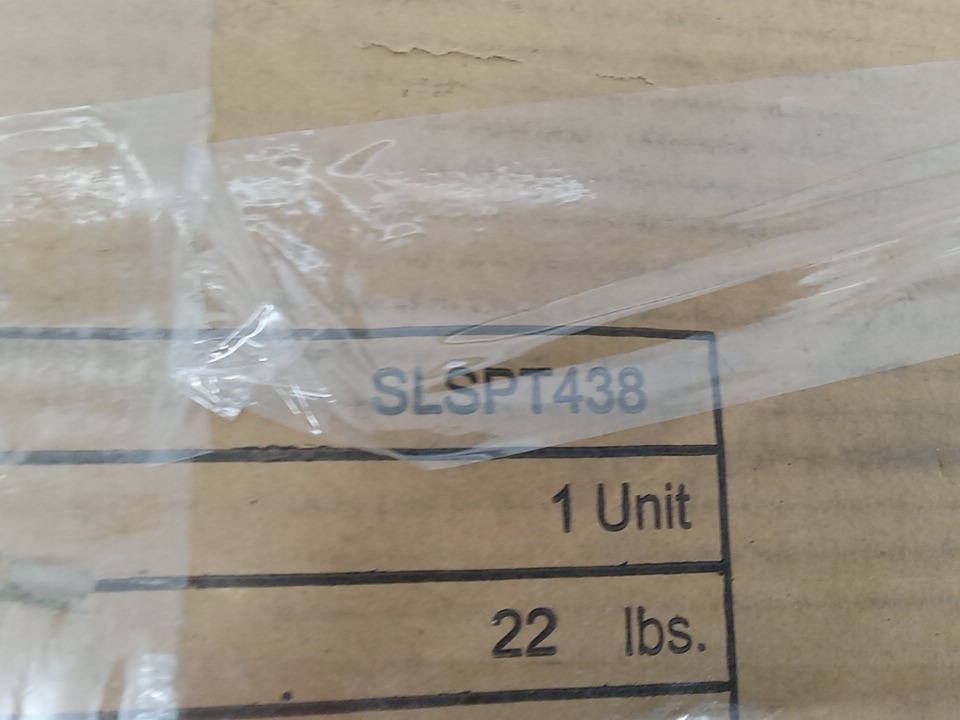 SLSPT438
1 Unit
22 lbs.